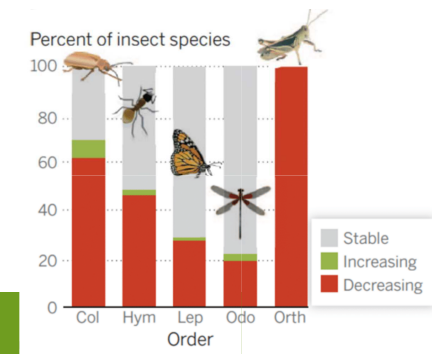 Percent of insect species
100
80
60
40
20
0
Col Hym Lep Odo Orth
Order
Stable
Increasing
Decreasing